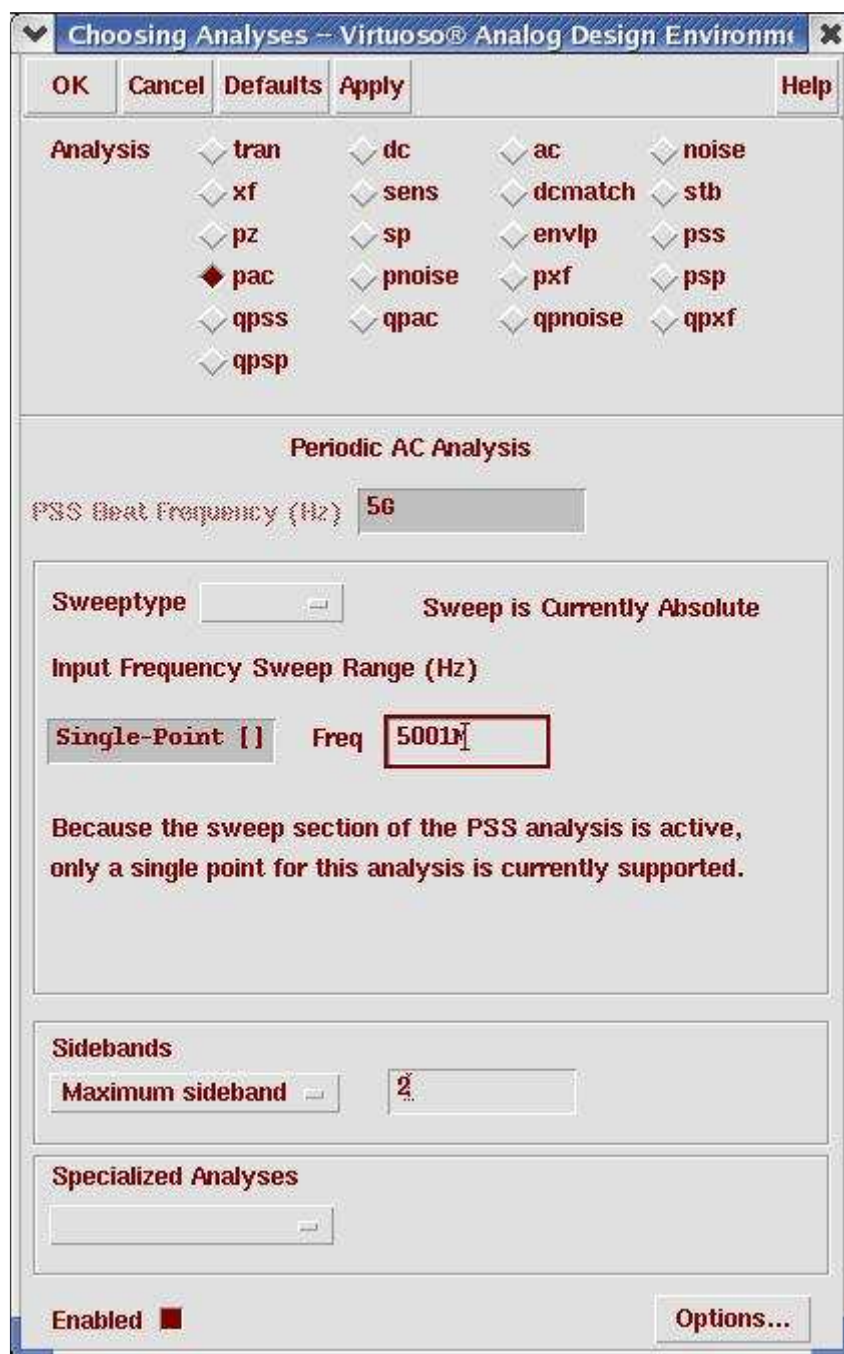 Choosing Analyses -- Virtuoso® Analog Design Environme
OK Cancel Defaults Apply Help
Analysis tran dc ac noise
xf sens dcmatch stb
pz sp envlp pss
pac pnoise pxf psp
qpss qpac qpnoise qpxf
qpsp
Periodic AC Analysis
PSS Beat Frequency (Hz) 5G
Sweeptype Sweep is Currently Absolute
Input Frequency Sweep Range (Hz)
Single-Point [] Freq 5001M
Because the sweep section of the PSS analysis is active,
only a single point for this analysis is currently supported.
Sidebands
Maximum sideband 2
Specialized Analyses
Enabled Options...